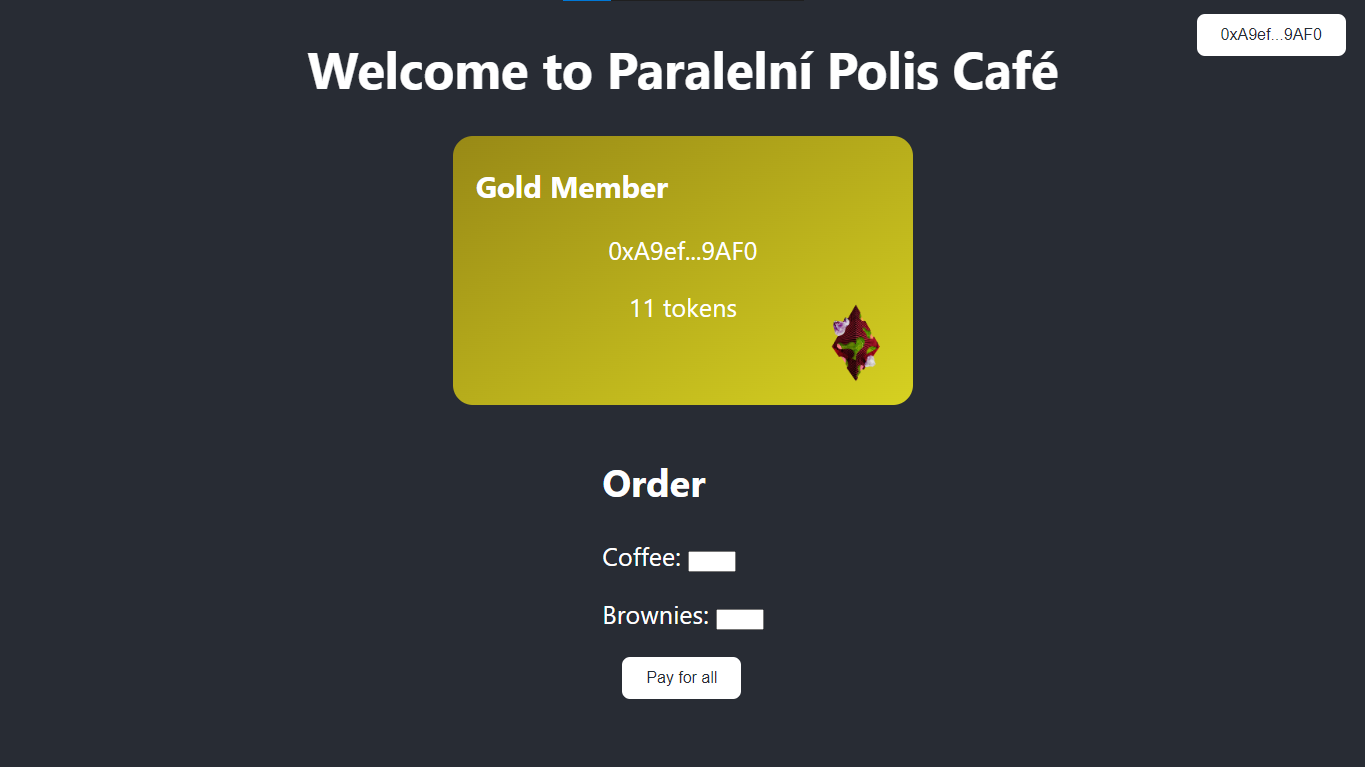 0xA9ef...9AF0
Welcome to Paralelní Polis Café
Gold Member
0xA9ef...9AF0
11 tokens
Order
Coffee:
Brownies:
Pay for all